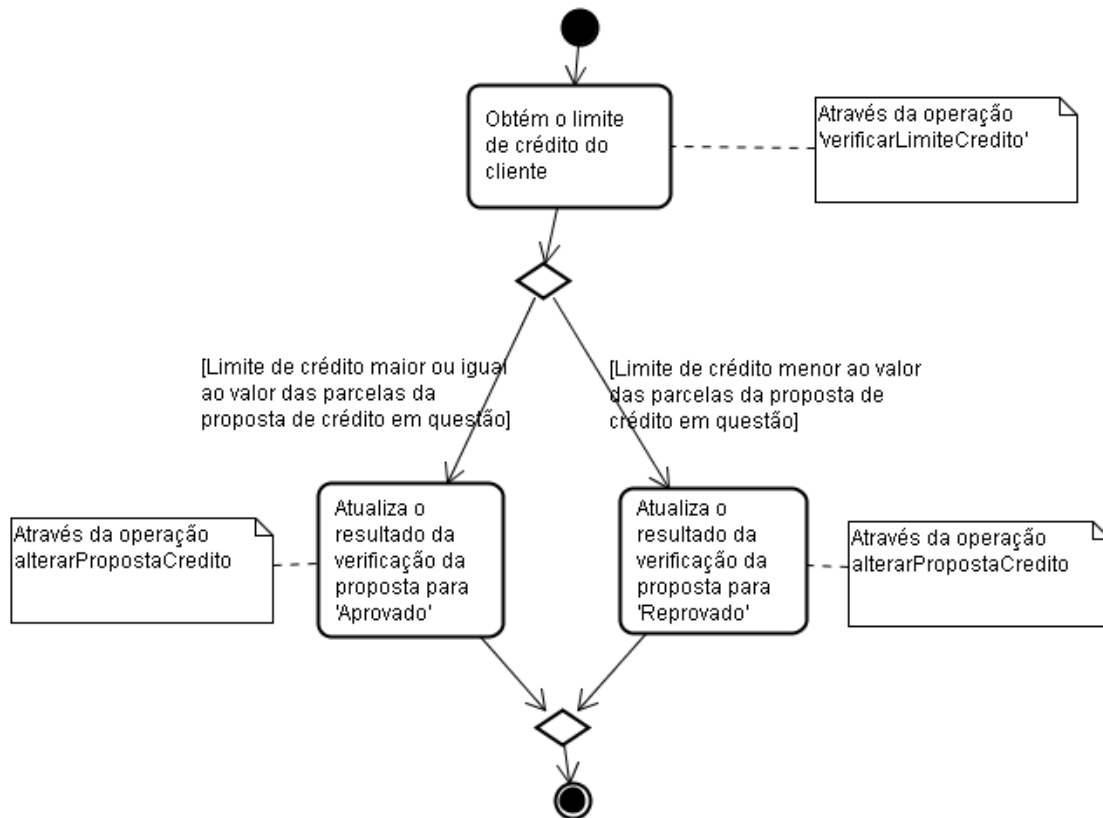 Obtém o limite
de crédito do
cliente
Através da operação
'verificarLimiteCredito'
[Limite de crédito maior ou igual
ao valor das parcelas da
proposta de crédito em questão]
[Limite de crédito menor ao valor
das parcelas da proposta de
crédito em questão]
Através da operação
alterarPropostaCredito
Atualiza o
resultado da
verificação da
proposta para
'Aprovado'
Atualiza o
resultado da
verificação da
proposta para
'Reprovado'
Através da operação
alterarPropostaCredito